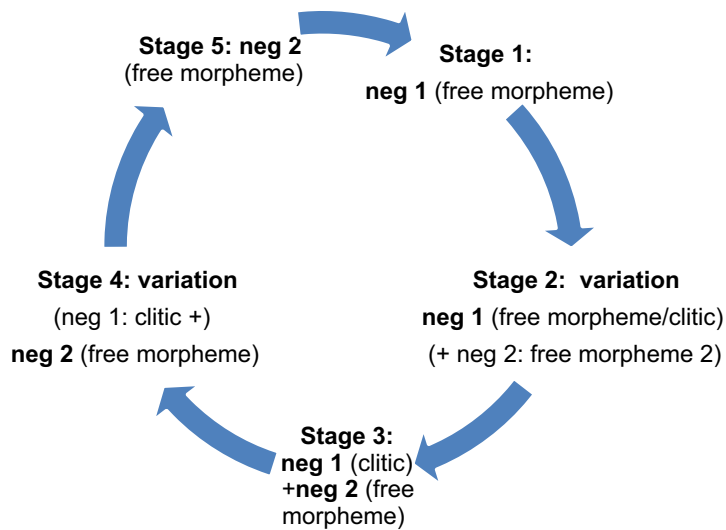 Stage 1:
neg 1 (free morpheme)
Stage 2: variation
neg 1 (free morpheme/clitic)
(+ neg 2: free morpheme 2)
Stage 3:
neg 1 (clitic)
+neg 2 (free
morpheme)
Stage 4: variation
(neg 1: clitic +)
neg 2 (free morpheme)
Stage 5: neg 2
(free morpheme)